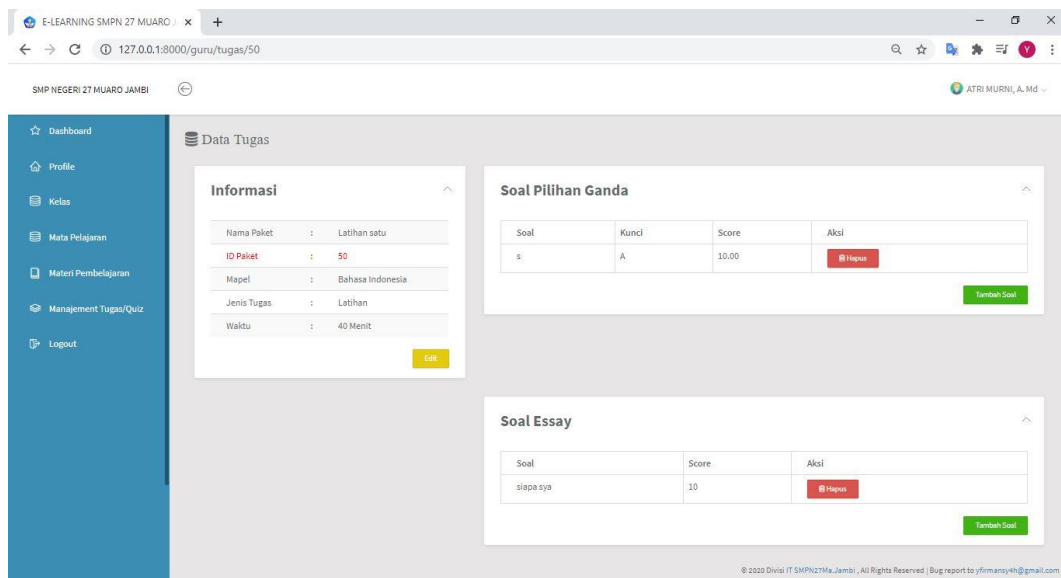 E-LEARNING SMPN 27 MUARO J
127.0.0.1:8000/guru/tugas/50
Y
SMP NEGERI 27 MUARO JAMBI
ATRI MURNI, A. Md
Dashboard
Profile
Kelas
Mata Pelajaran
Materi Pembelajaran
Manajement Tugas/Quiz
Logout
Data Tugas
Informasi
Nama Paket : Latihan satu
ID Paket : 50
Mapel : Bahasa Indonesia
Jenis Tugas : Latihan
Waktu : 40 Menit
Edit
Soal Pilihan Ganda
Soal Kunci Score Aksi
s A 10.00 Hapus
Tambah Soal
Soal Essay
Soal Score Aksi
siapa sya 10 Hapus
Tambah Soal
© 2020 Divisi IT SMPN27Ma.Jambi , All Rights Reserved | Bug report to yfirmansy4h@gmail.com